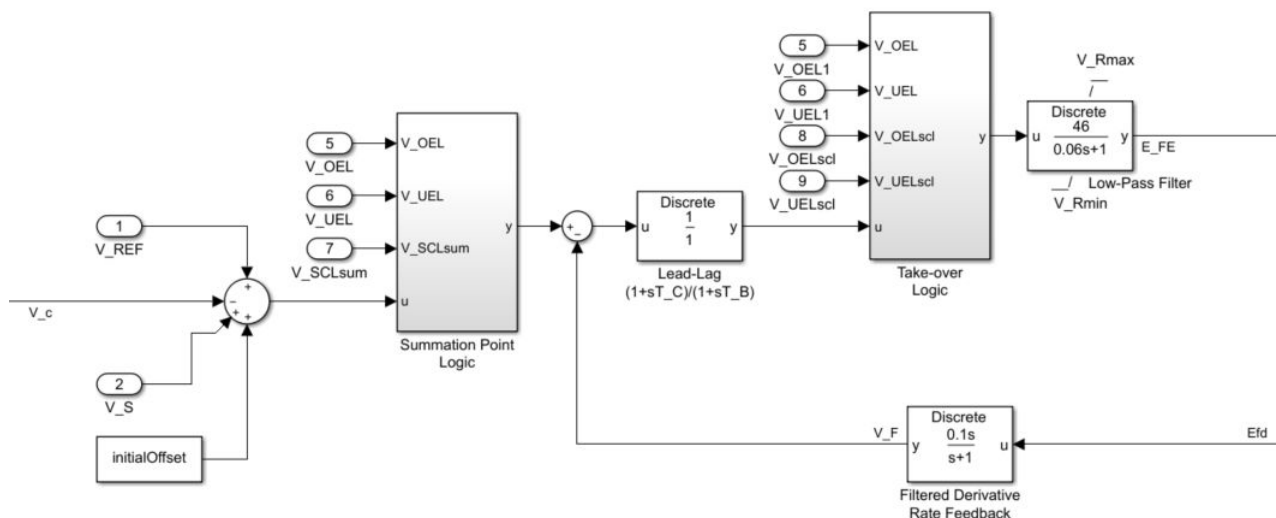 5
V_OEL1
6
V_UEL1
8
V_OELscl
9
V_UELscl
V_OEL
V_UEL
V_OELscl
V_UELscl
u
y
Take-over
Logic
V_Rmax
Discrete
u
46
0.06s+1
y
V_Rmin
Low-Pass Filter
E_FE
5
V_OEL
6
V_UEL
7
V_SCLsum
V_OEL
V_UEL
V_SCLsum
u
y
Summation Point
Logic
+
-
Discrete
u
1
1
y
Lead-Lag
(1+sT_C)/(1+sT_B)
1
V_REF
V_c
+
-
+
+
2
V_S
initialOffset
V_F
Discrete
y
0.1s
s+1
u
Efd
Filtered Derivative
Rate Feedback